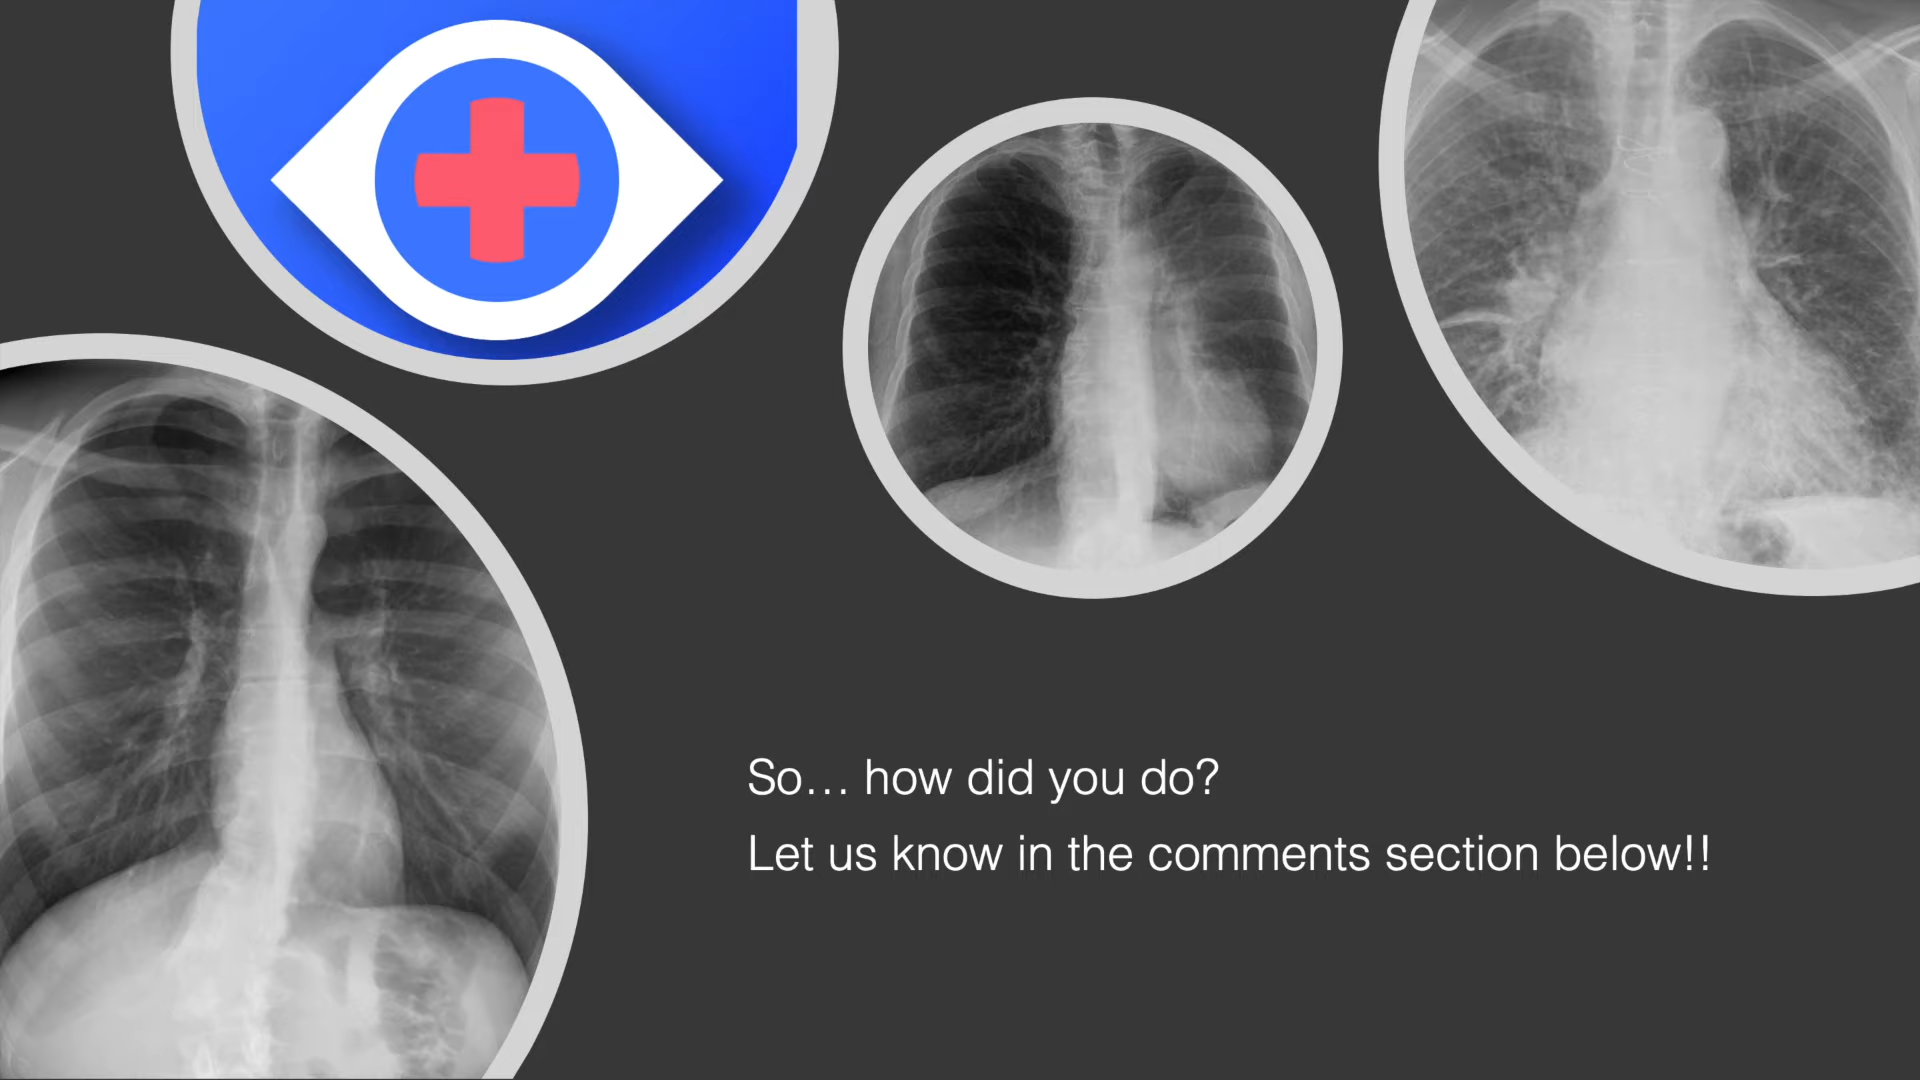 So... how did you do?
Let us know in the comments section below!!